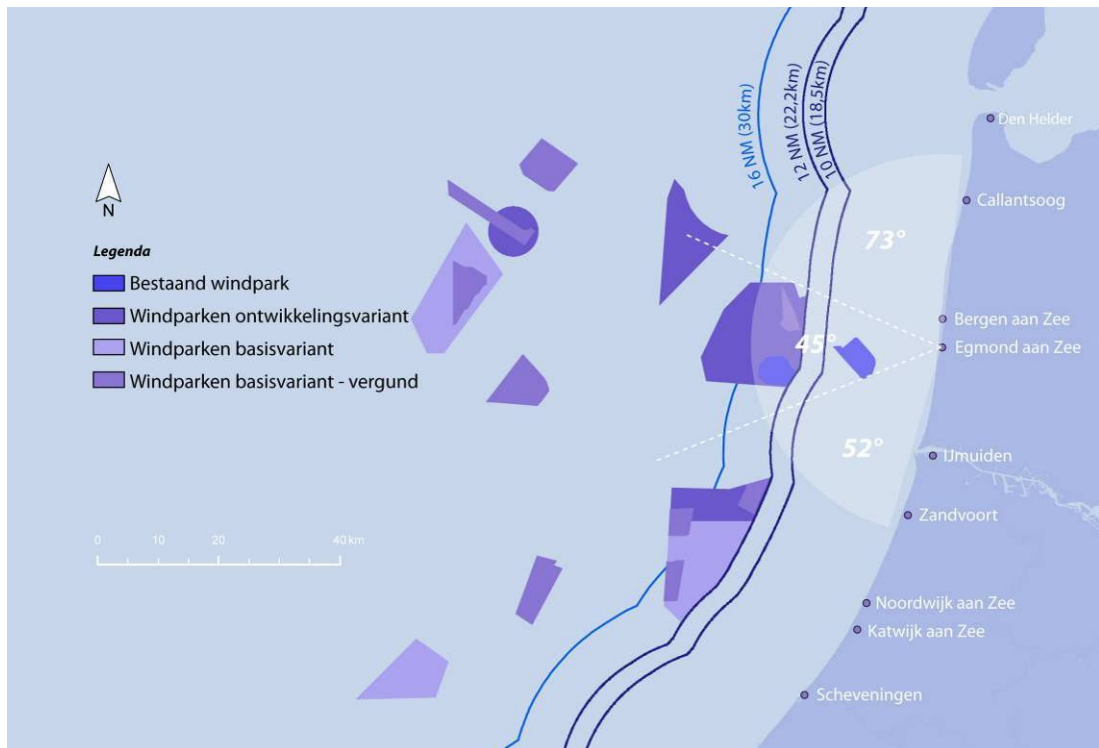 16 NM (30km)
12 NM (22,2km)
10 NM (18,5km)
Den Helder
N
Callantsoog
73°
Legenda
Bestaand windpark
Windparken ontwikkelingsvariant
Windparken basisvariant
Windparken basisvariant - vergund
Bergen aan Zee
45°
Egmond aan Zee
52°
IJmuiden
Zandvoort
0 10 20 40 km
Noordwijk aan Zee
Katwijk aan Zee
Scheveningen